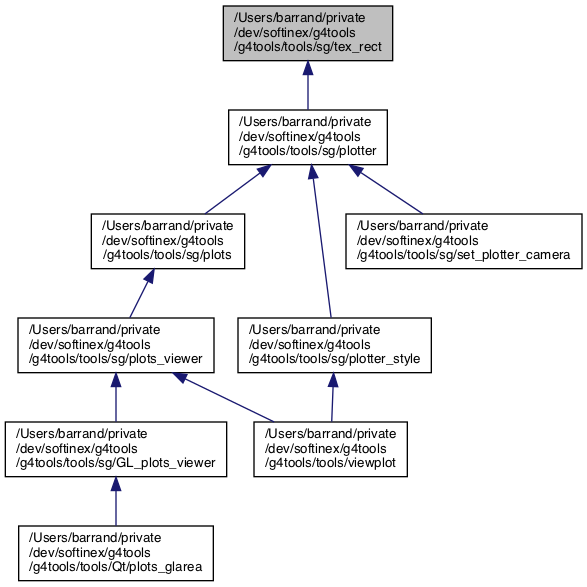 /Users/barrand/private
/dev/softinex/g4tools
/g4tools/tools/sg/tex_rect
/Users/barrand/private
/dev/softinex/g4tools
/g4tools/tools/sg/plotter
/Users/barrand/private
/dev/softinex/g4tools
/g4tools/tools/sg/plots
/Users/barrand/private
/dev/softinex/g4tools
/g4tools/tools/sg/set_plotter_camera
/Users/barrand/private
/dev/softinex/g4tools
/g4tools/tools/sg/plots_viewer
/Users/barrand/private
/dev/softinex/g4tools
/g4tools/tools/sg/plotter_style
/Users/barrand/private
/dev/softinex/g4tools
/g4tools/tools/sg/GL_plots_viewer
/Users/barrand/private
/dev/softinex/g4tools
/g4tools/tools/viewplot
/Users/barrand/private
/dev/softinex/g4tools
/g4tools/tools/Qt/plots_glarea